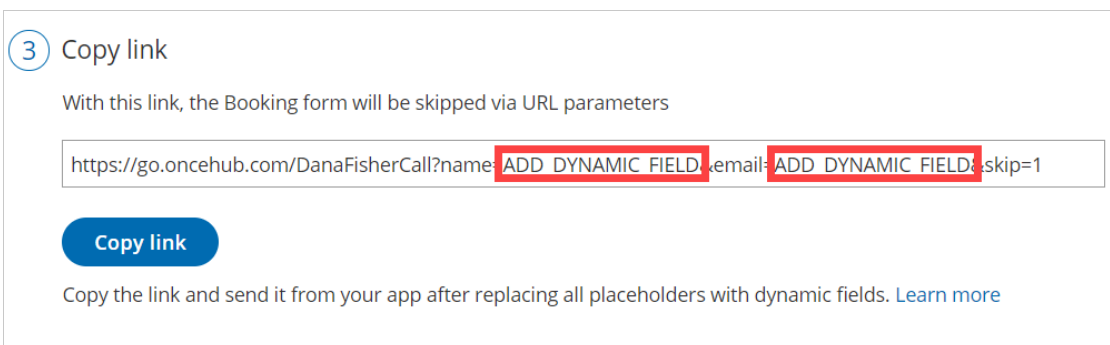 3 Copy link
With this link, the Booking form will be skipped via URL parameters
https://go.oncehub.com/DanaFisherCall?name=ADD_DYNAMIC_FIELD&email=ADD_DYNAMIC_FIELD&skip=1
Copy link
Copy the link and send it from your app after replacing all placeholders with dynamic fields. Learn more